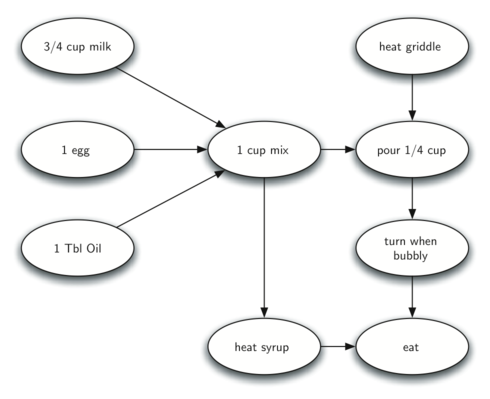 3/4 cup milk
heat griddle
1 egg
1 cup mix
pour 1/4 cup
1 Tbl Oil
turn when
bubbly
heat syrup
eat